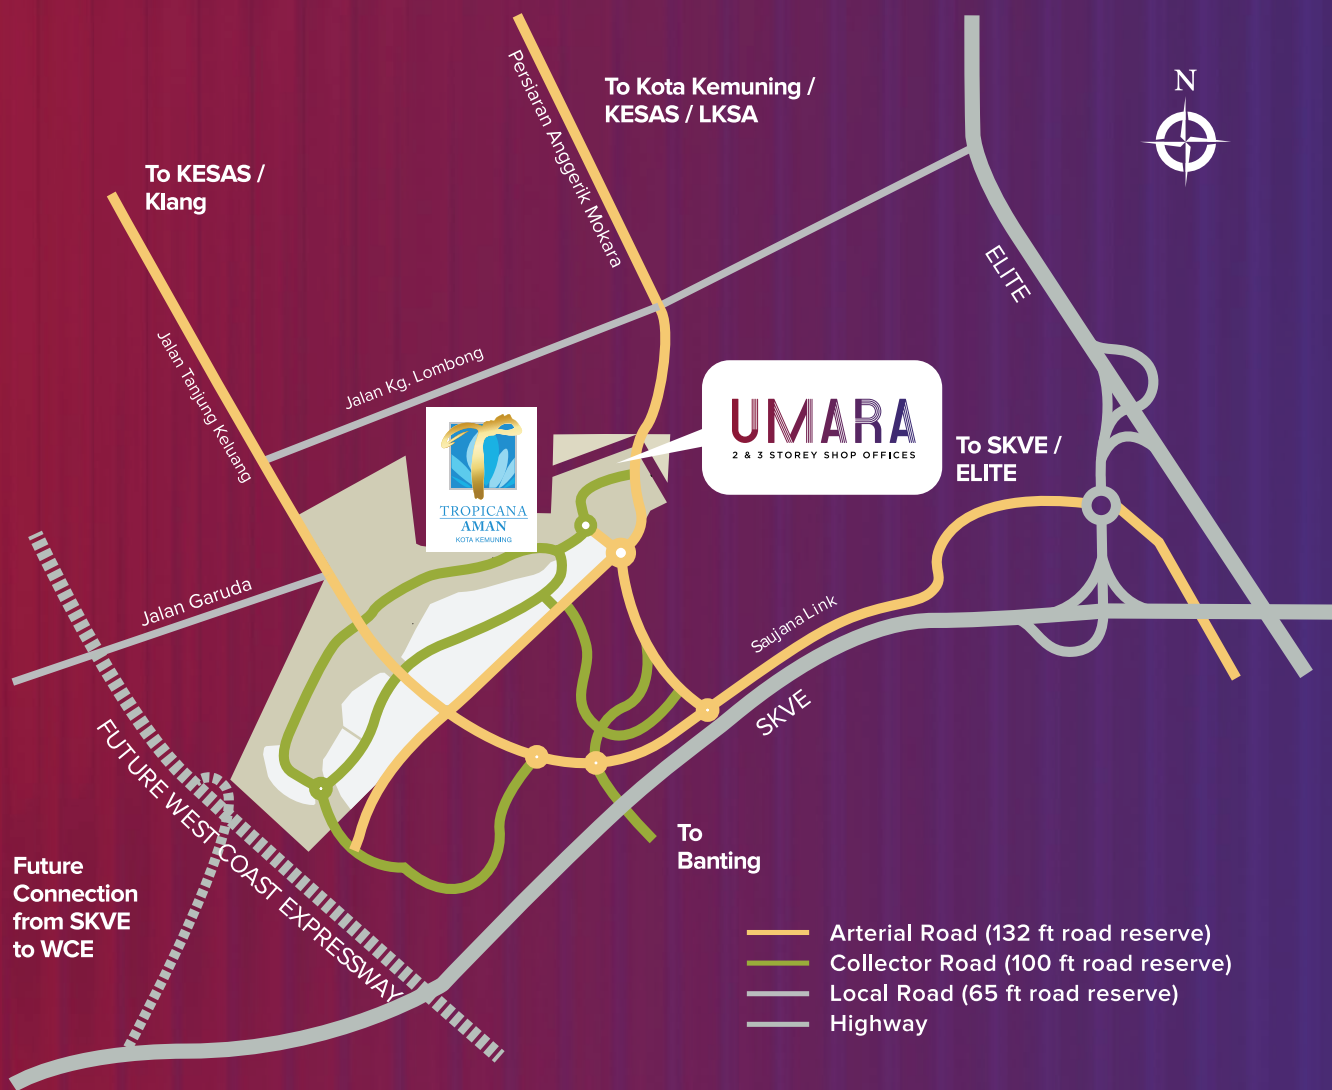 N
To Kota Kemuning /
KESAS / LKSA
Persiaran Anggerik Mokara
To KESAS /
Klang
ELITE
Jalan Tanjung Keluang
Jalan Kg. Lombong
UMARA
2 & 3 STOREY SHOP OFFICES
To SKVE /
ELITE
TROPICANA
AMAN
KOTA KEMUNING
Jalan Garuda
Saujana Link
SKVE
FUTURE WEST COAST EXPRESSWAY
To
Banting
Future
Connection
from SKVE
to WCE
Arterial Road (132 ft road reserve)
Collector Road (100 ft road reserve)
Local Road (65 ft road reserve)
Highway